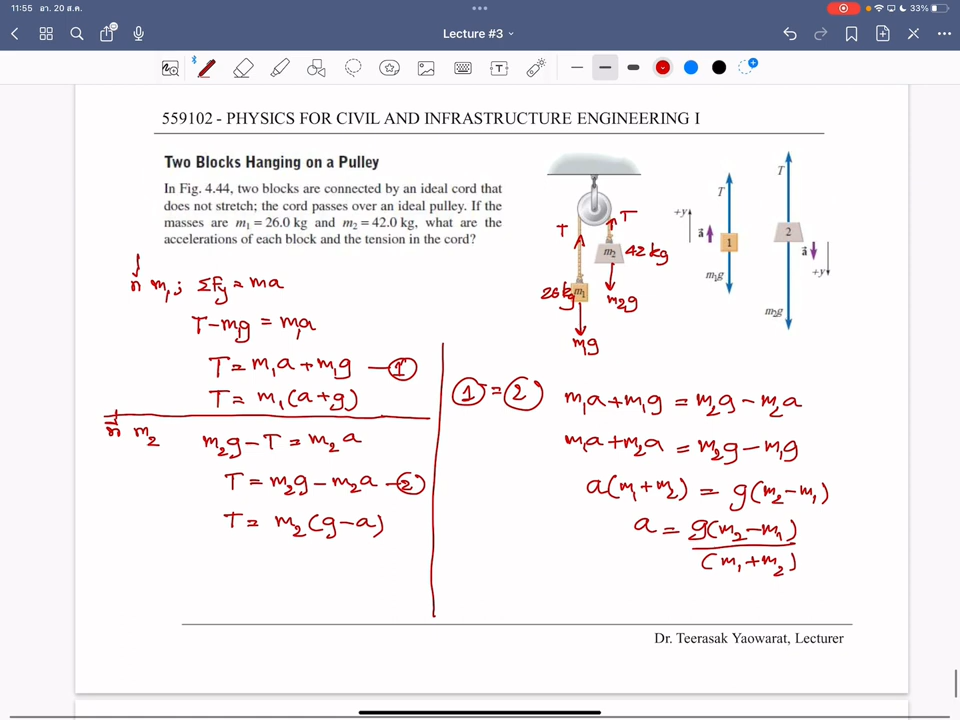 11:55 อา. 20 ส.ค.
33%
Lecture #3
559102 - PHYSICS FOR CIVIL AND INFRASTRUCTURE ENGINEERING I
Two Blocks Hanging on a Pulley
In Fig. 4.44, two blocks are connected by an ideal cord that
does not stretch; the cord passes over an ideal pulley. If the
masses are m₁ = 26.0 kg and m₂ = 42.0 kg, what are the
accelerations of each block and the tension in the cord?
T
T
m₂ 42 kg
26 kg m₁
m₂g
m₁g
+y
a
T
1
m₁g
T
2
a
+y
m₂g
ที่ m₁; ΣFy = ma
T - m₁g = m₁a
T = m₁a + m₁g — ①
T = m₁(a + g)
ที่ m₂ m₂g - T = m₂a
T = m₂g - m₂a — ②
T = m₂(g - a)
① = ② m₁a + m₁g = m₂g - m₂a
m₁a + m₂a = m₂g - m₁g
a(m₁ + m₂) = g(m₂ - m₁)
a = g(m₂ - m₁)
(m₁ + m₂)
Dr. Teerasak Yaowarat, Lecturer